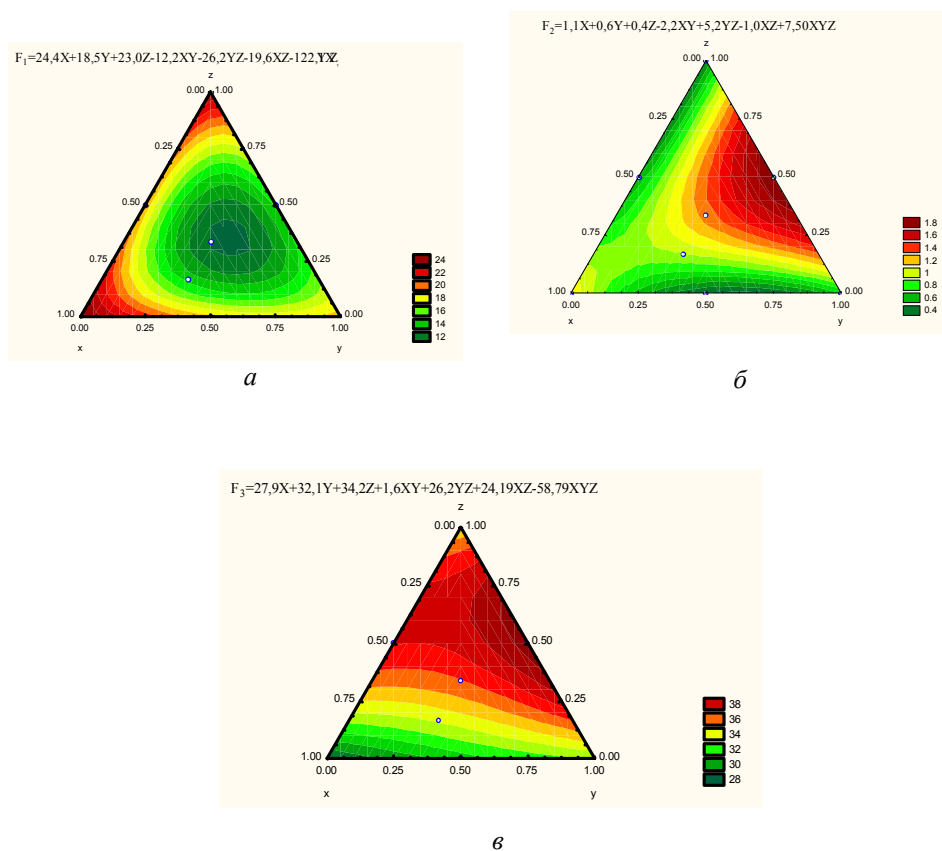 F1=24,4X+18,5Y+23,0Z-12,2XY-26,2YZ-19,6XZ-122,
z
0.00 1.00
0.25 0.75
0.50 0.50
0.75 0.25
1.00 0.00
0.00 0.25 0.50 0.75 1.00
x y
24
22
20
18
16
14
12
а
F2=1,1X+0,6Y+0,4Z-2,2XY+5,2YZ-1,0XZ+7,50XYZ
z
0.00 1.00
0.25 0.75
0.50 0.50
0.75 0.25
1.00 0.00
0.00 0.25 0.50 0.75 1.00
x y
1.8
1.6
1.4
1.2
1
0.8
0.6
0.4
б
F3=27,9X+32,1Y+34,2Z+1,6XY+26,2YZ+24,19XZ-58,79XYZ
z
0.00 1.00
0.25 0.75
0.50 0.50
0.75 0.25
1.00 0.00
0.00 0.25 0.50 0.75 1.00
x y
38
36
34
32
30
28
в